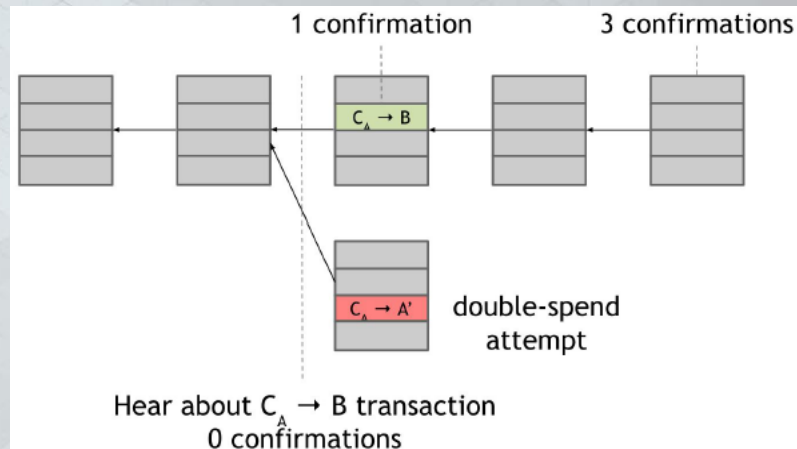 1 confirmation
3 confirmations
C_A → B
C_A → A'
double-spend
attempt
Hear about C_A → B transaction
0 confirmations